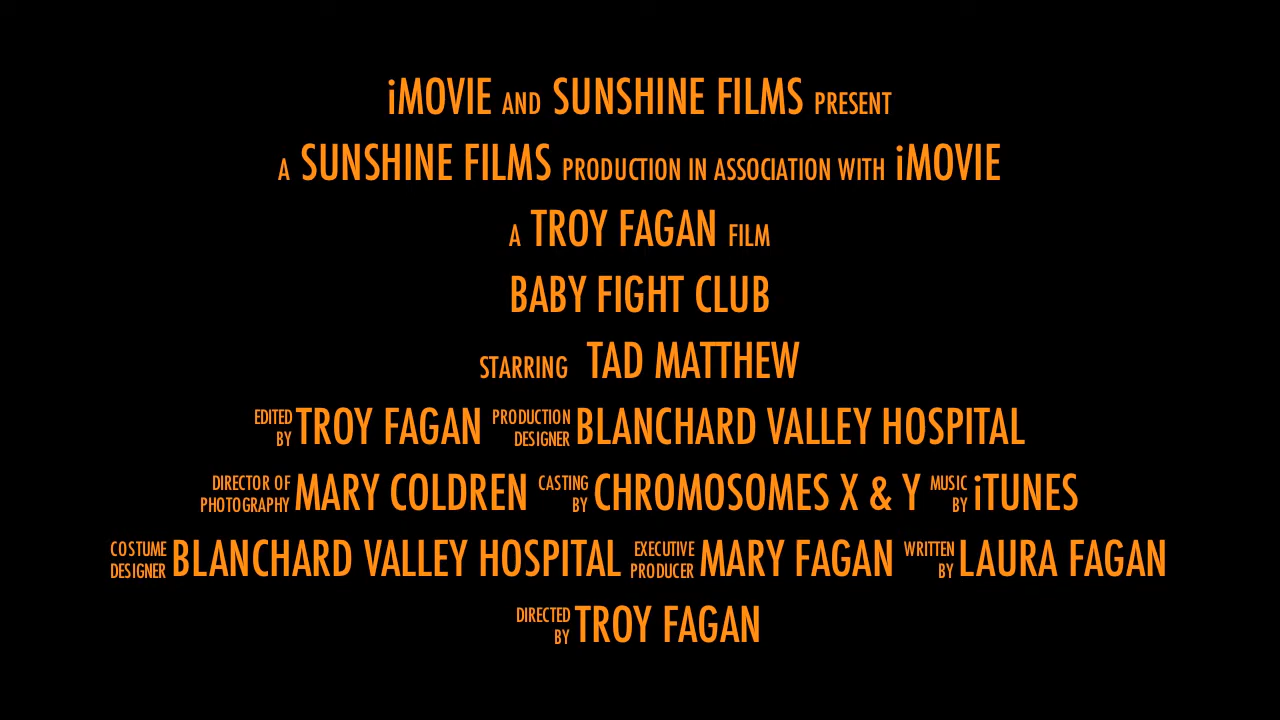 iMOVIE AND SUNSHINE FILMS PRESENT
A SUNSHINE FILMS PRODUCTION IN ASSOCIATION WITH iMOVIE
A TROY FAGAN FILM
BABY FIGHT CLUB
STARRING TAD MATTHEW
EDITED BY TROY FAGAN PRODUCTION DESIGNER BLANCHARD VALLEY HOSPITAL
DIRECTOR OF PHOTOGRAPHY MARY COLDREN CASTING BY CHROMOSOMES X & Y MUSIC BY iTUNES
COSTUME DESIGNER BLANCHARD VALLEY HOSPITAL EXECUTIVE PRODUCER MARY FAGAN WRITTEN BY LAURA FAGAN
DIRECTED BY TROY FAGAN